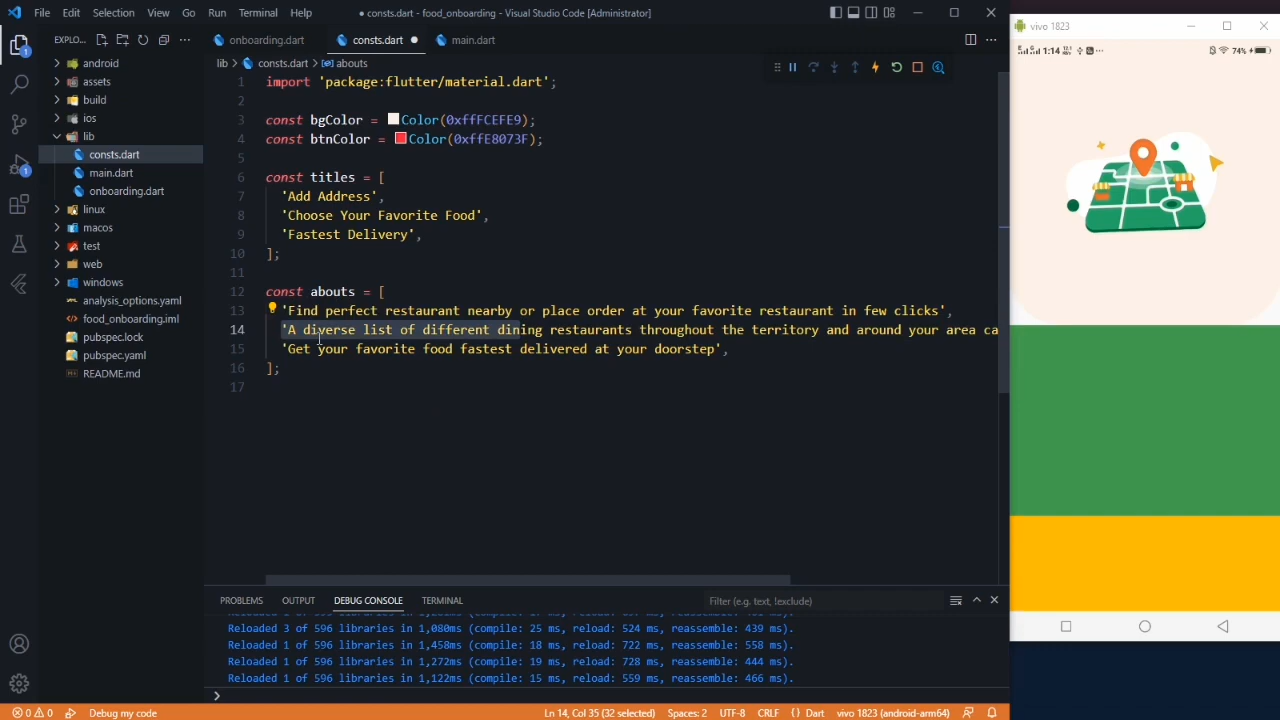 File Edit Selection View Go Run Terminal Help
● consts.dart - food_onboarding - Visual Studio Code [Administrator]
vivo 1823
EXPLO...
onboarding.dart consts.dart ● main.dart
lib > consts.dart > abouts
1:14
74%
android
assets
build
ios
lib
consts.dart
main.dart
onboarding.dart
linux
macos
test
web
windows
analysis_options.yaml
food_onboarding.iml
pubspec.lock
pubspec.yaml
README.md
1 import 'package:flutter/material.dart';
2
3 const bgColor = Color(0xffFCEFE9);
4 const btnColor = Color(0xffE8073F);
5
6 const titles = [
7 'Add Address',
8 'Choose Your Favorite Food',
9 'Fastest Delivery',
10 ];
11
12 const abouts = [
13 'Find perfect restaurant nearby or place order at your favorite restaurant in few clicks',
14 'A diverse list of different dining restaurants throughout the territory and around your area ca
15 'Get your favorite food fastest delivered at your doorstep',
16 ];
17
PROBLEMS OUTPUT DEBUG CONSOLE TERMINAL
Filter (e.g. text, !exclude)
Reloaded 3 of 596 libraries in 1,080ms (compile: 25 ms, reload: 524 ms, reassemble: 439 ms).
Reloaded 1 of 596 libraries in 1,458ms (compile: 18 ms, reload: 722 ms, reassemble: 558 ms).
Reloaded 1 of 596 libraries in 1,272ms (compile: 19 ms, reload: 728 ms, reassemble: 444 ms).
Reloaded 1 of 596 libraries in 1,122ms (compile: 15 ms, reload: 559 ms, reassemble: 466 ms).
0 0 Debug my code
Ln 14, Col 35 (32 selected) Spaces: 2 UTF-8 CRLF {} Dart vivo 1823 (android-arm64)